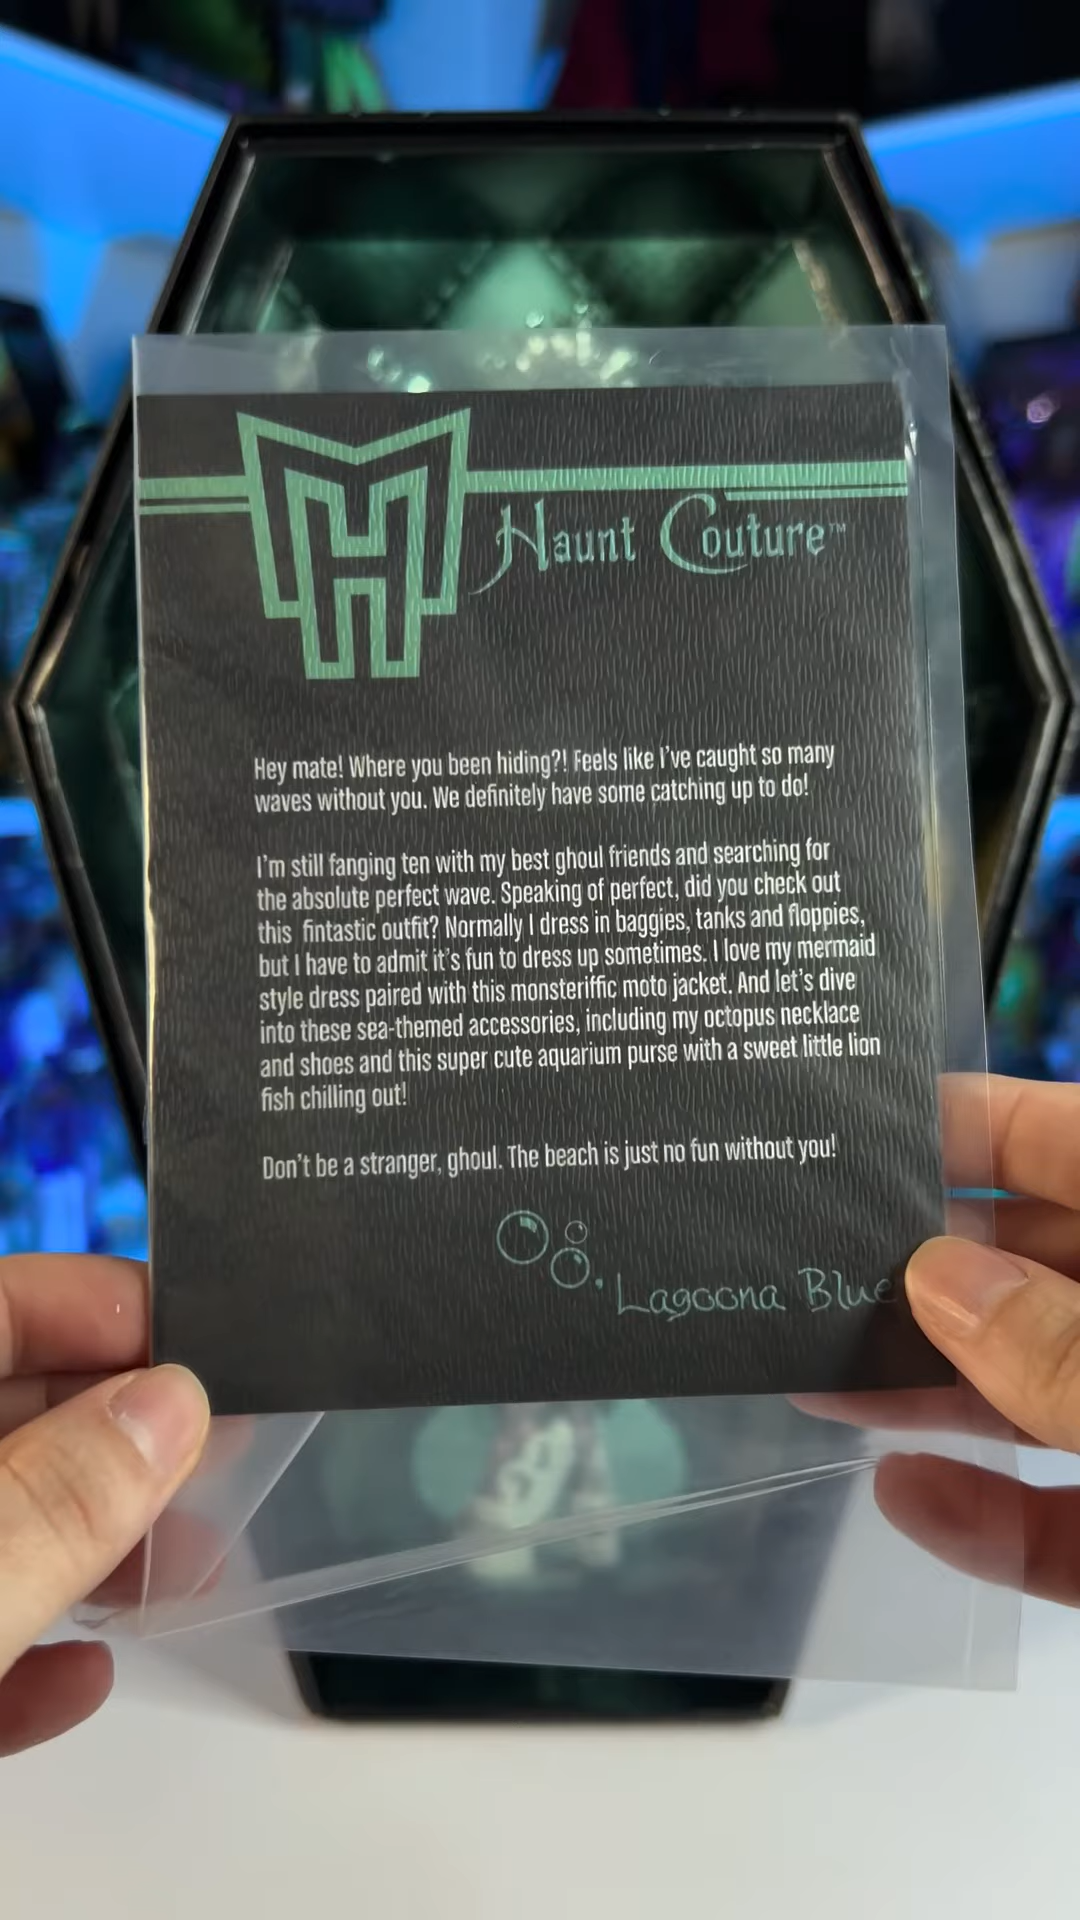 MH
Haunt Couture™
Hey mate! Where you been hiding?! Feels like I've caught so many
waves without you. We definitely have some catching up to do!
I'm still fanging ten with my best ghoul friends and searching for
the absolute perfect wave. Speaking of perfect, did you check out
this fintastic outfit? Normally I dress in baggies, tanks and floppies,
but I have to admit it's fun to dress up sometimes. I love my mermaid
style dress paired with this monsteriffic moto jacket. And let's dive
into these sea-themed accessories, including my octopus necklace
and shoes and this super cute aquarium purse with a sweet little lion
fish chilling out!
Don't be a stranger, ghoul. The beach is just no fun without you!
Lagoona Blue